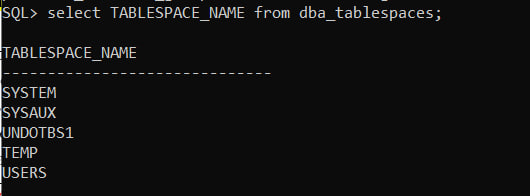 SQL> select TABLESPACE_NAME from dba_tablespaces;
TABLESPACE_NAME
------------------------------
SYSTEM
SYSAUX
UNDOTBS1
TEMP
USERS